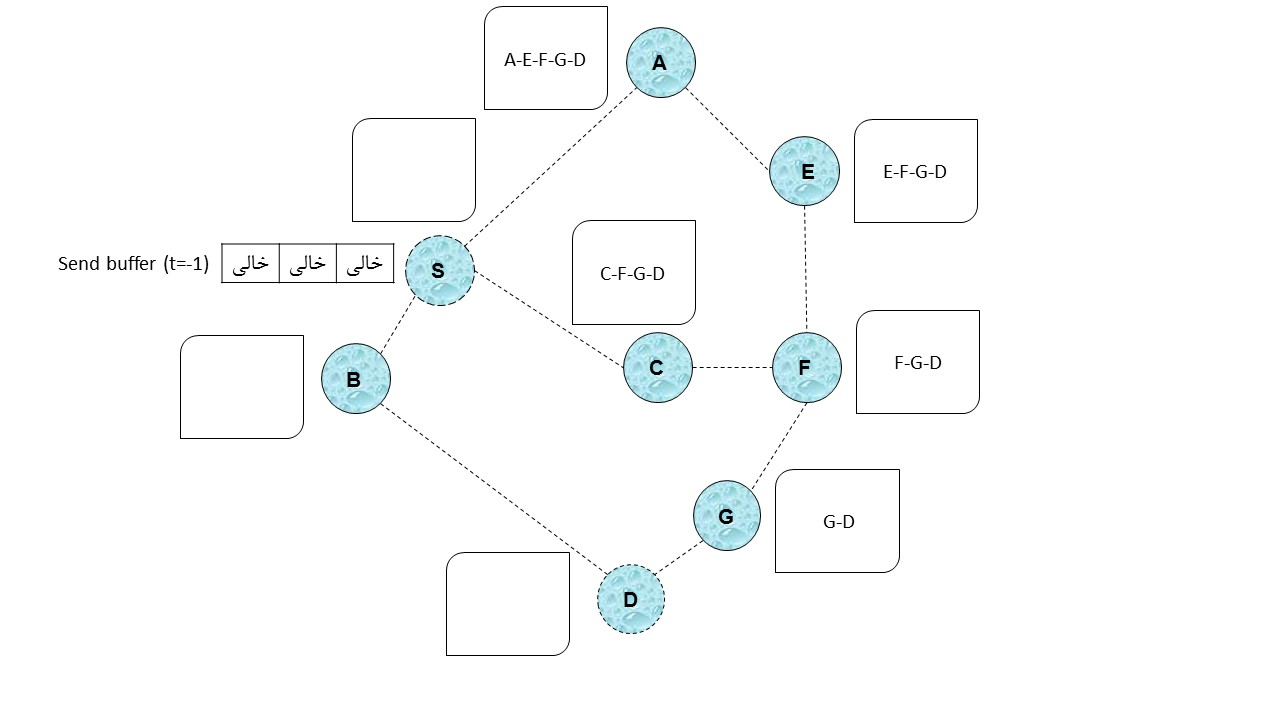 A-E-F-G-D
A
E
E-F-G-D
Send buffer (t=-1)
خالی
خالی
خالی
S
C-F-G-D
B
C
F
F-G-D
G
G-D
D